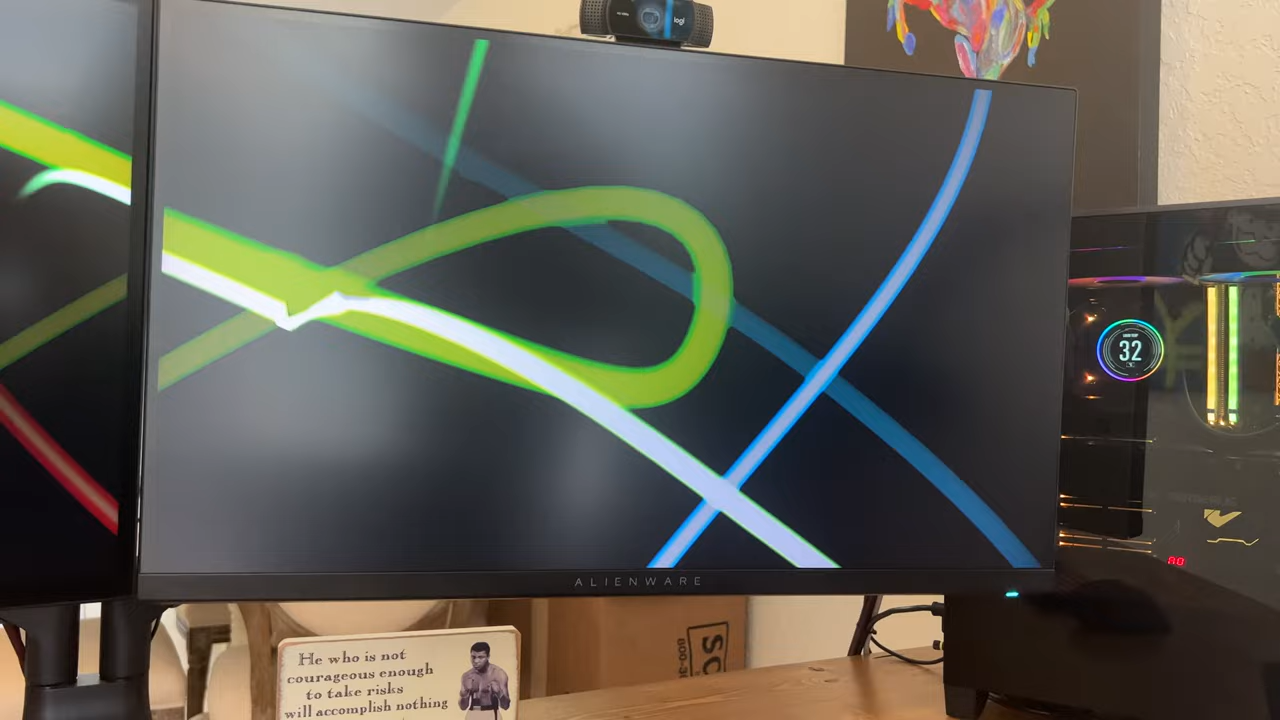 logi
32
ALIENWARE
He who is not
courageous enough
to take risks
will accomplish nothing